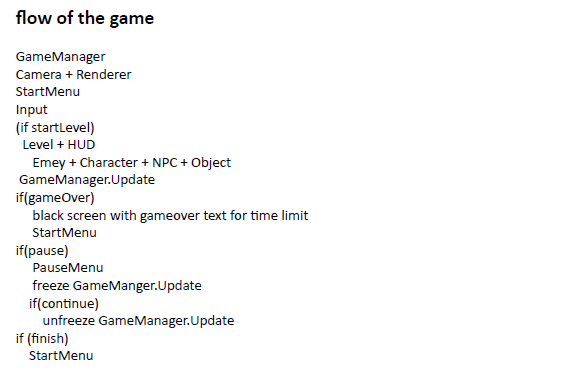 flow of the game
GameManager
Camera + Renderer
StartMenu
Input
(if startLevel)
Level + HUD
Emey + Character + NPC + Object
GameManager.Update
if(gameOver)
black screen with gameover text for time limit
StartMenu
if(pause)
PauseMenu
freeze GameManger.Update
if(continue)
unfreeze GameManager.Update
if (finish)
StartMenu